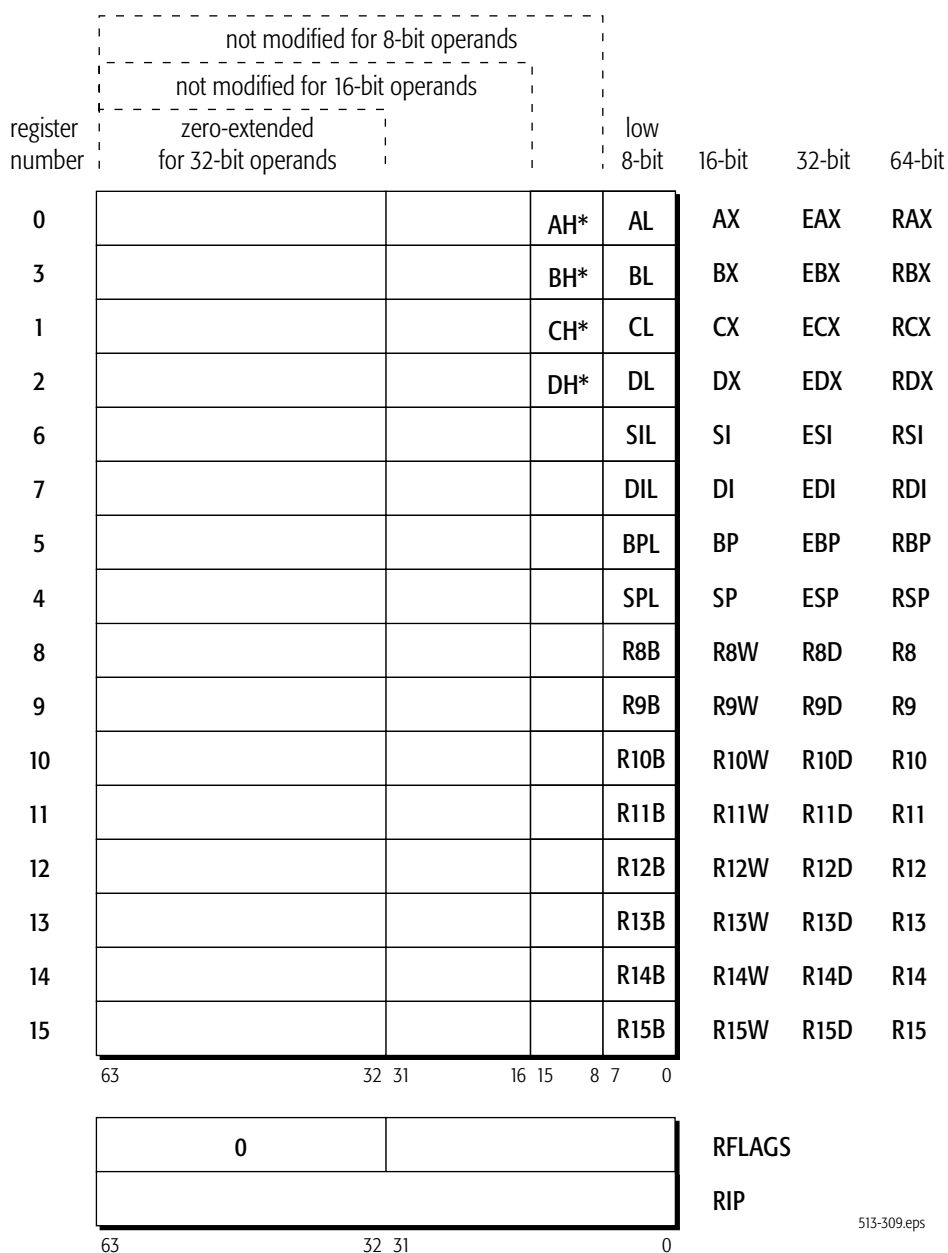 not modified for 8-bit operands
not modified for 16-bit operands
register number
zero-extended for 32-bit operands
low 8-bit
16-bit
32-bit
64-bit
0 AH* AL AX EAX RAX
3 BH* BL BX EBX RBX
1 CH* CL CX ECX RCX
2 DH* DL DX EDX RDX
6 SIL SI ESI RSI
7 DIL DI EDI RDI
5 BPL BP EBP RBP
4 SPL SP ESP RSP
8 R8B R8W R8D R8
9 R9B R9W R9D R9
10 R10B R10W R10D R10
11 R11B R11W R11D R11
12 R12B R12W R12D R12
13 R13B R13W R13D R13
14 R14B R14W R14D R14
15 R15B R15W R15D R15
63 32 31 16 15 8 7 0
0 RFLAGS
RIP
513-309.eps
63 32 31 0